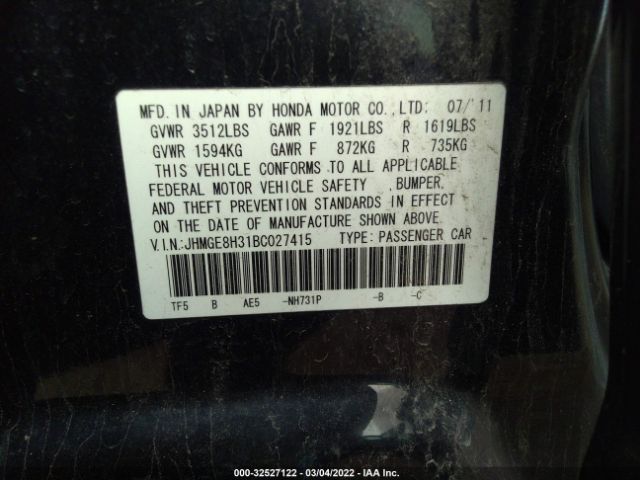 MFD. IN JAPAN BY HONDA MOTOR CO., LTD: 07/'11
GVWR 3512LBS GAWR F 1921LBS R 1619LBS
GVWR 1594KG GAWR F 872KG R 735KG
THIS VEHICLE CONFORMS TO ALL APPLICABLE
FEDERAL MOTOR VEHICLE SAFETY , BUMPER,
AND THEFT PREVENTION STANDARDS IN EFFECT
ON THE DATE OF MANUFACTURE SHOWN ABOVE.
V.I.N:JHMGE8H31BC027415 TYPE: PASSENGER CAR
TF5 B AE5 -NH731P -B -C
000-32527122 - 03/04/2022 - IAA Inc.